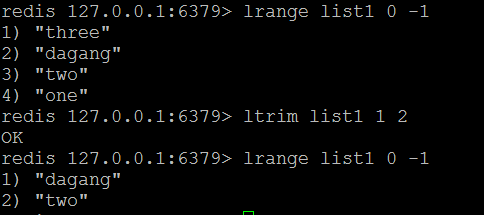 redis 127.0.0.1:6379> lrange list1 0 -1
1) "three"
2) "dagang"
3) "two"
4) "one"
redis 127.0.0.1:6379> ltrim list1 1 2
OK
redis 127.0.0.1:6379> lrange list1 0 -1
1) "dagang"
2) "two"